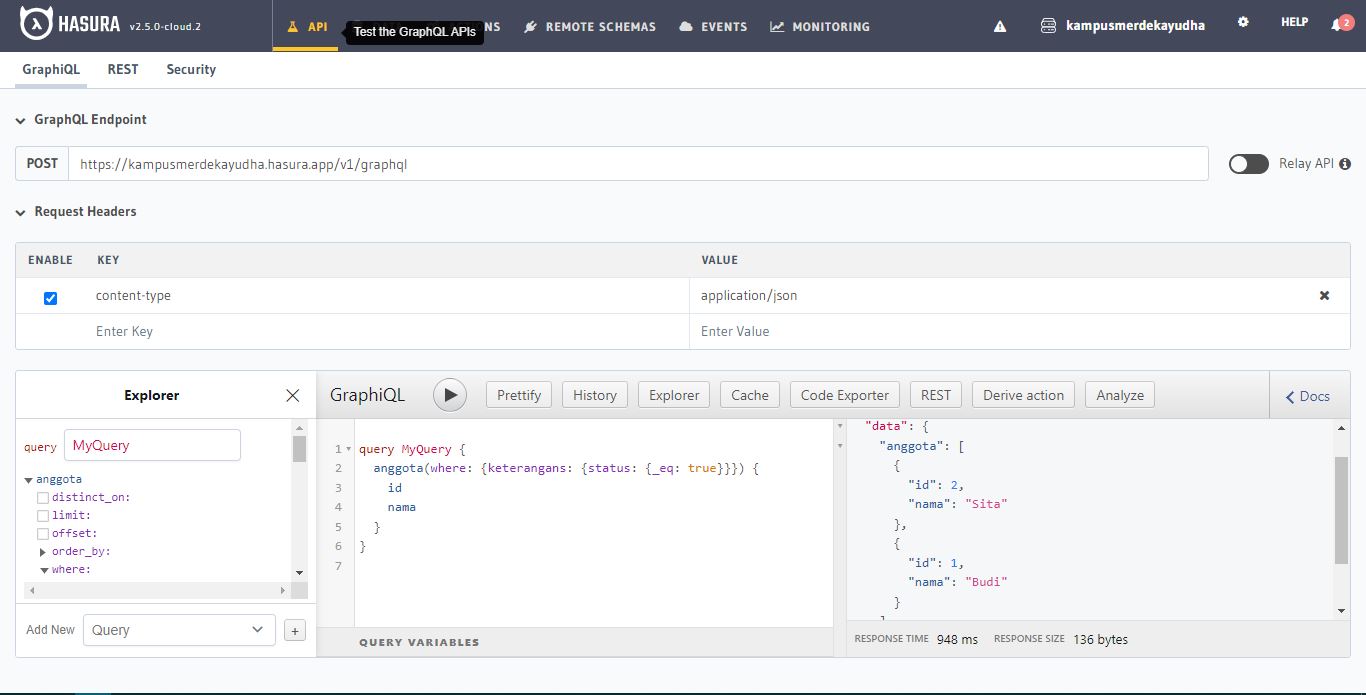 HASURA v2.5.0-cloud.2 API NS REMOTE SCHEMAS EVENTS MONITORING kampusmerdekayudha HELP 2
Test the GraphQL APIs
GraphiQL REST Security
GraphQL Endpoint
POST https://kampusmerdekayudha.hasura.app/v1/graphql Relay API
Request Headers
ENABLE KEY VALUE
content-type application/json
Enter Key Enter Value
Explorer
GraphiQL Prettify History Explorer Cache Code Exporter REST Derive action Analyze Docs
query MyQuery
anggota
distinct_on:
limit:
offset:
order_by:
where:
Add New Query +
1 query MyQuery {
2 anggota(where: {keterangans: {status: {_eq: true}}}) {
3 id
4 nama
5 }
6 }
7
QUERY VARIABLES
"data": {
"anggota": [
{
"id": 2,
"nama": "Sita"
},
{
"id": 1,
"nama": "Budi"
}
RESPONSE TIME 948 ms RESPONSE SIZE 136 bytes